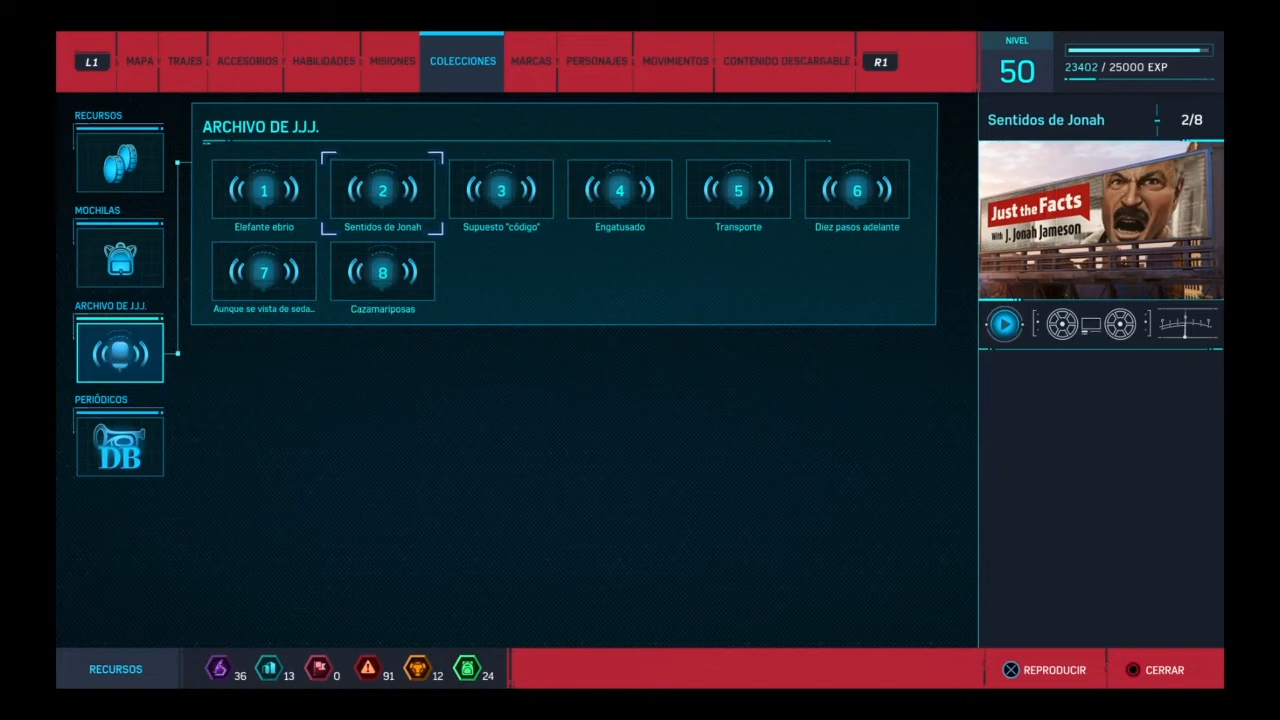 L1
MAPA
TRAJES
ACCESORIOS
HABILIDADES
MISIONES
COLECCIONES
MARCAS
PERSONAJES
MOVIMIENTOS
CONTENIDO DESCARGABLE
R1
NIVEL
50
23402 / 25000 EXP
RECURSOS
MOCHILAS
ARCHIVO DE J.J.J.
PERIÓDICOS
DB
ARCHIVO DE J.J.J.
1
2
3
4
5
6
Elefante ebrio
Sentidos de Jonah
Supuesto "código"
Engatusado
Transporte
Diez pasos adelante
7
8
Aunque se vista de seda...
Cazamariposas
Sentidos de Jonah
2/8
Just the Facts
With J. Jonah Jameson
RECURSOS
36
13
0
91
12
24
REPRODUCIR
CERRAR